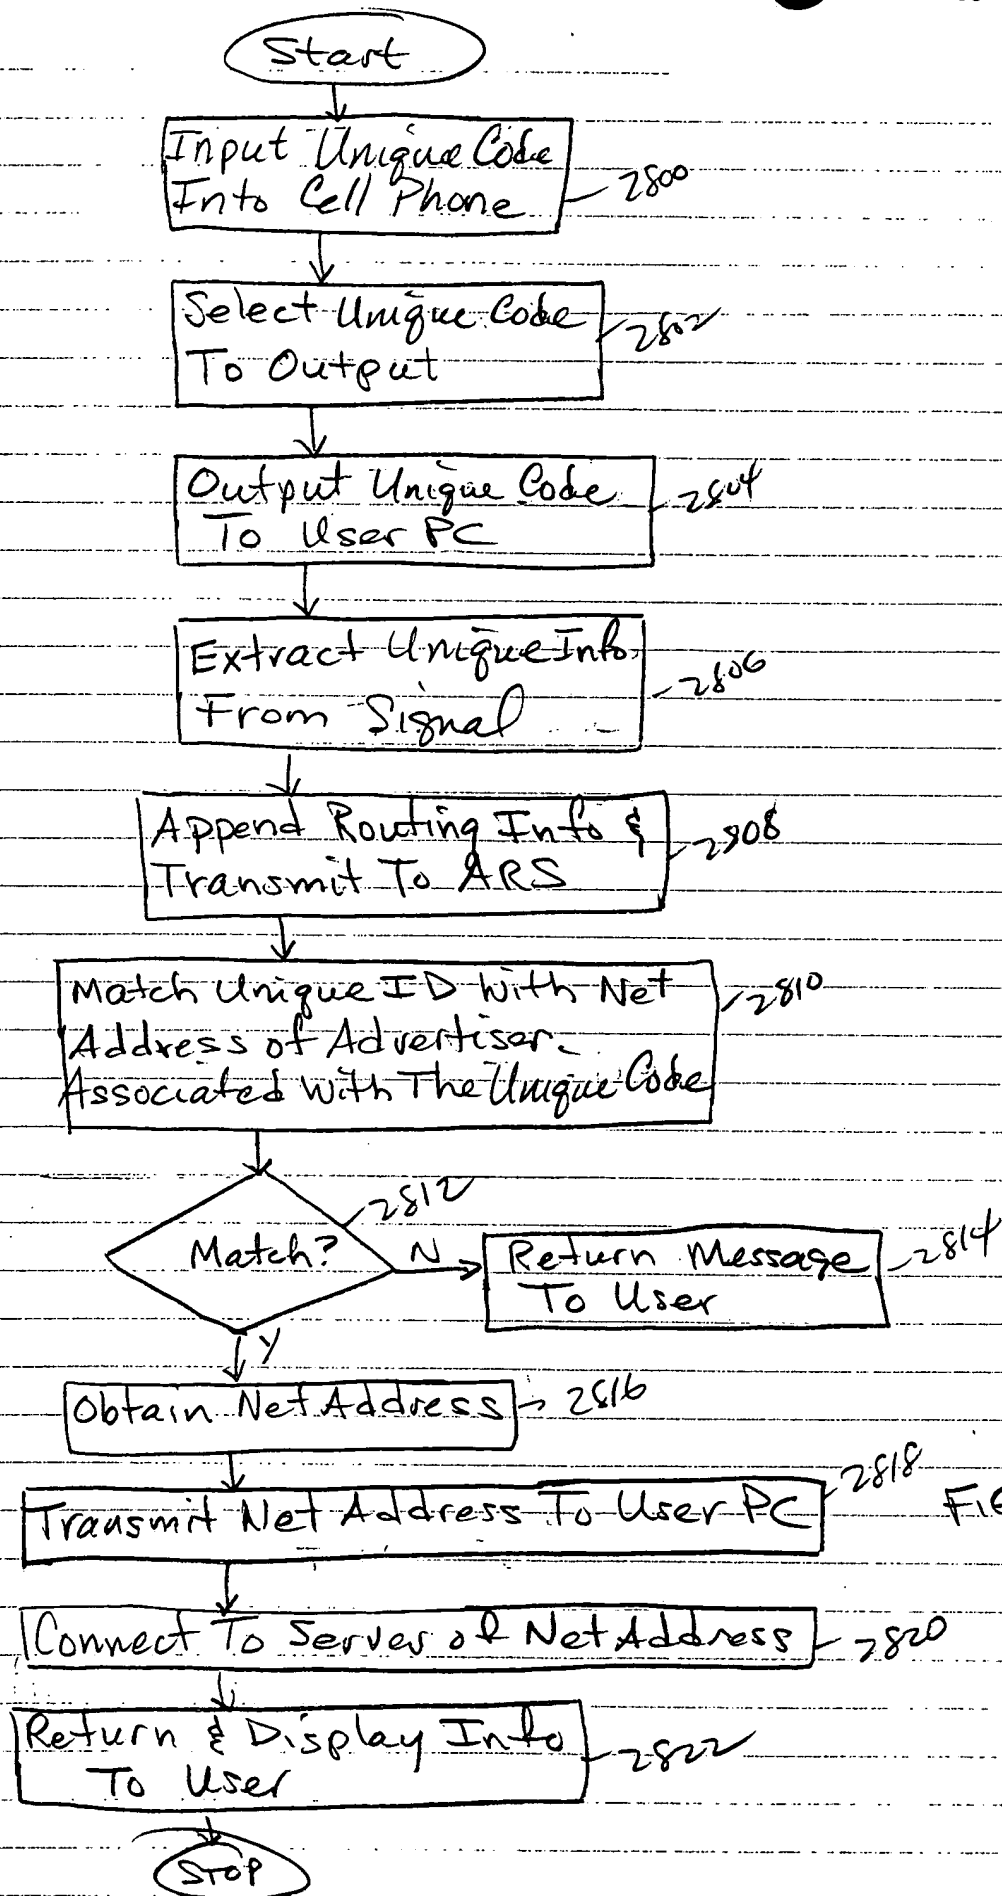 Start
Input Unique Code
Into Cell Phone
2800
Select Unique Code
To Output
2802
Output Unique Code
To User PC
2804
Extract Unique Info
From Signal
2806
Append Routing Info &
Transmit To ARS
2808
Match Unique ID With Net
Address of Advertiser
Associated With The Unique Code
2810
Match?
2812
N
Return Message
To User
2814
Y
Obtain Net Address
2816
Transmit Net Address To User PC
2818
FIG
Connect To Server of Net Address
2820
Return & Display Info
To User
2822
STOP